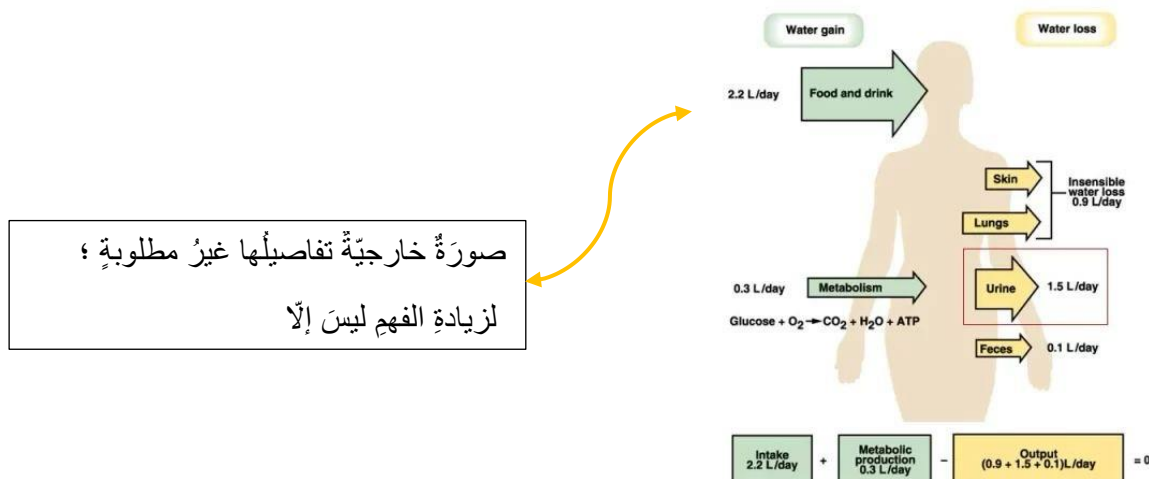 Water gain
Water loss
2.2 L/day
Food and drink
Skin
Insensible
water loss
0.9 L/day
Lungs
صورَةٌ خارجيّةٌ تفاصيلُها غيرُ مطلوبةٍ ؛
لزيادةِ الفهمِ ليسَ إلّا
0.3 L/day
Metabolism
Urine
1.5 L/day
Glucose + O₂ → CO₂ + H₂O + ATP
Feces
0.1 L/day
Intake
2.2 L/day
+
Metabolic
production
0.3 L/day
−
Output
(0.9 + 1.5 + 0.1)L/day
= 0